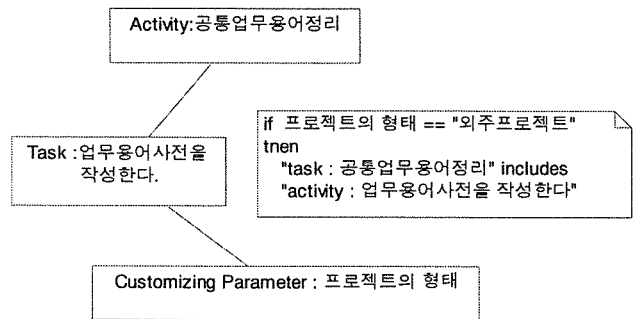 Activity:공통업무용어정리
Task :업무용어사전을
작성한다.
if 프로젝트의 형태 == "외주프로젝트"
tnen
"task : 공통업무용어정리" includes
"activity : 업무용어사전을 작성한다"
Customizing Parameter : 프로젝트의 형태